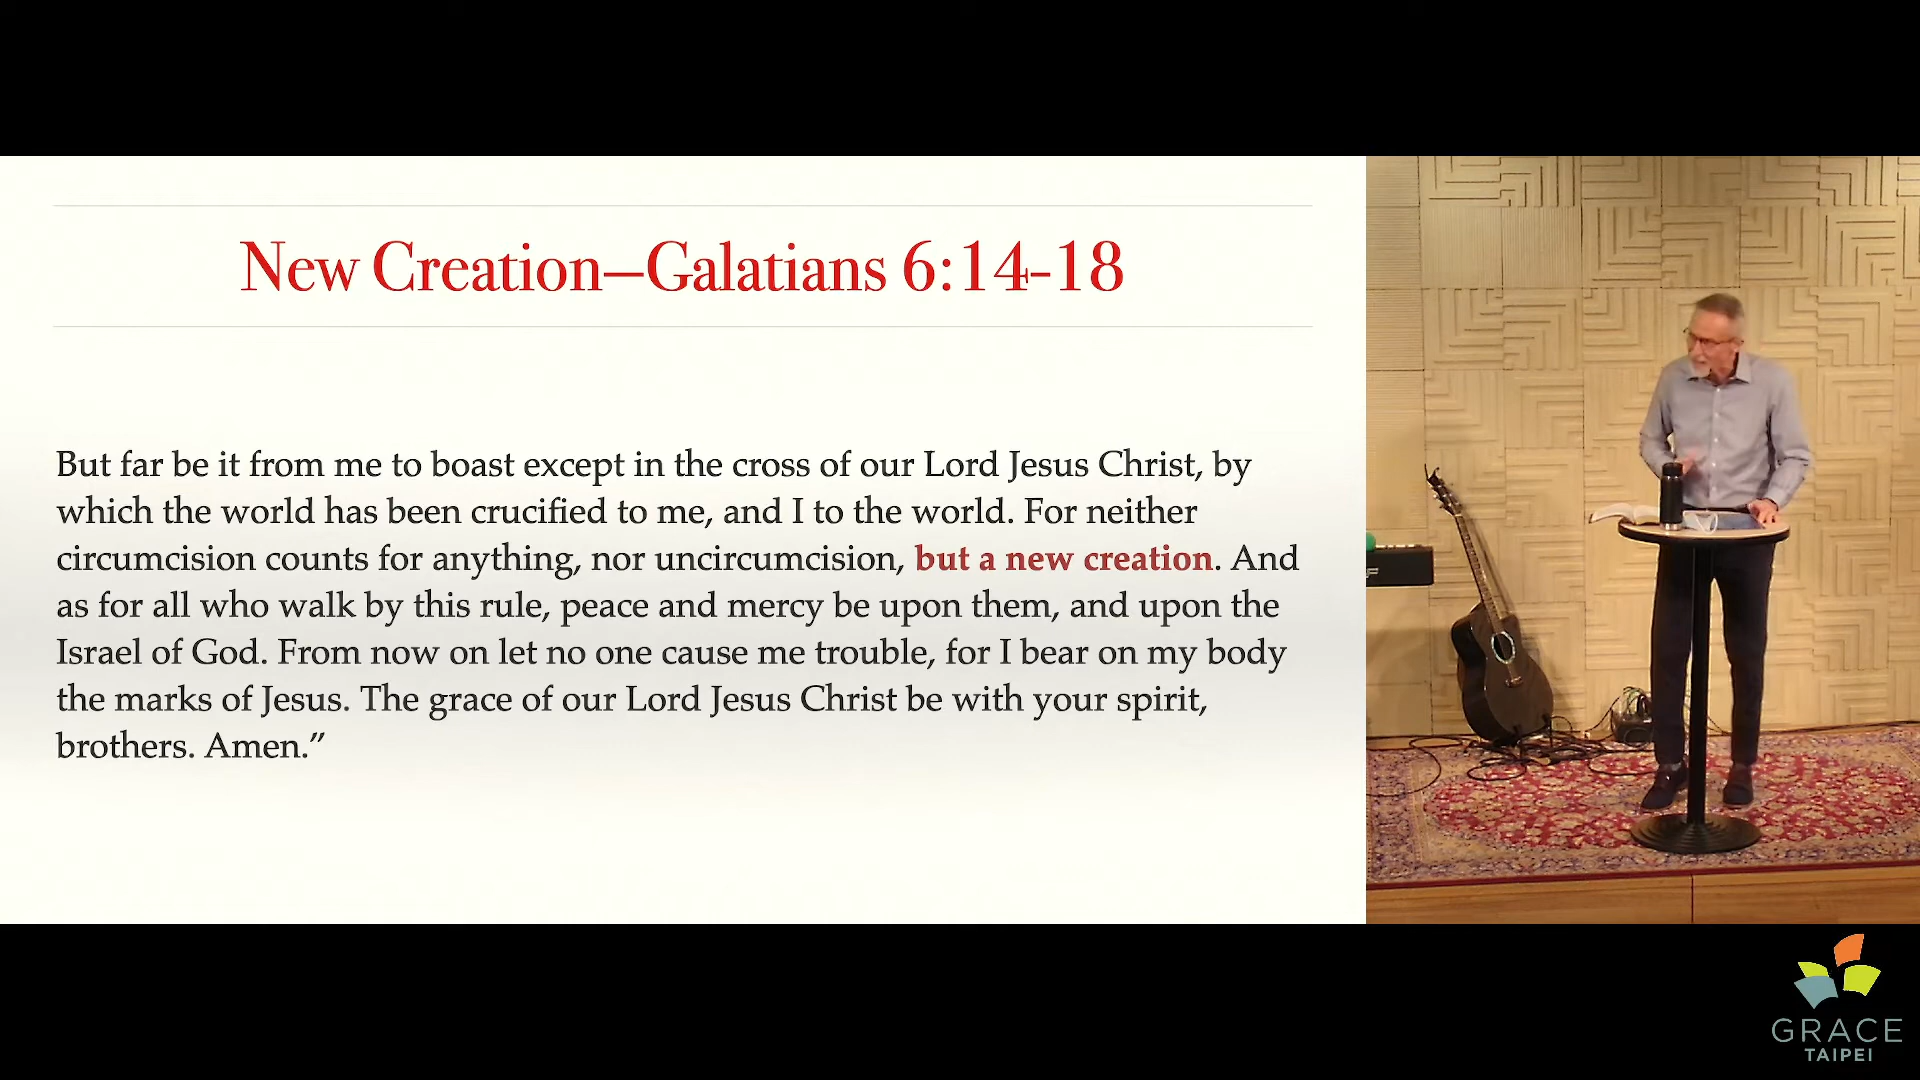 New Creation—Galatians 6:14-18
But far be it from me to boast except in the cross of our Lord Jesus Christ, by
which the world has been crucified to me, and I to the world. For neither
circumcision counts for anything, nor uncircumcision, but a new creation. And
as for all who walk by this rule, peace and mercy be upon them, and upon the
Israel of God. From now on let no one cause me trouble, for I bear on my body
the marks of Jesus. The grace of our Lord Jesus Christ be with your spirit,
brothers. Amen.”
GRACE
TAIPEI